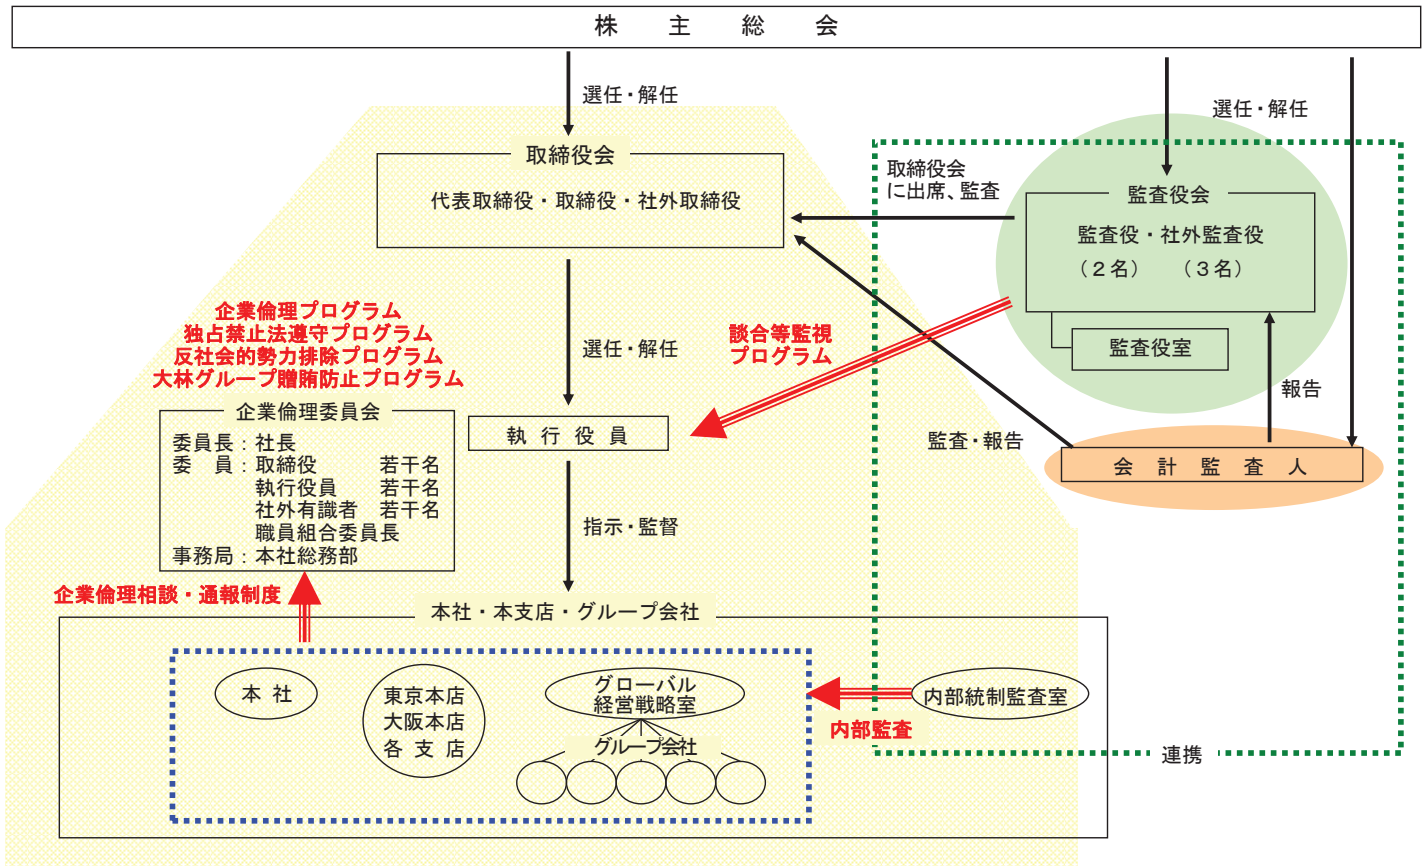 株主総会
選任・解任
選任・解任
取締役会
代表取締役・取締役・社外取締役
取締役会
に出席、監査
監査役会
監査役・社外監査役
（２名）　（３名）
監査役室
企業倫理プログラム
独占禁止法遵守プログラム
反社会的勢力排除プログラム
大林グループ贈賄防止プログラム
選任・解任
談合等監視
プログラム
報告
企業倫理委員会
委員長：社長
委　員：取締役　若干名
執行役員　若干名
社外有識者　若干名
職員組合委員長
事務局：本社総務部
執行役員
監査・報告
会計監査人
指示・監督
企業倫理相談・通報制度
本社・本支店・グループ会社
本社
東京本店
大阪本店
各支店
グローバル
経営戦略室
グループ会社
内部統制監査室
内部監査
連携